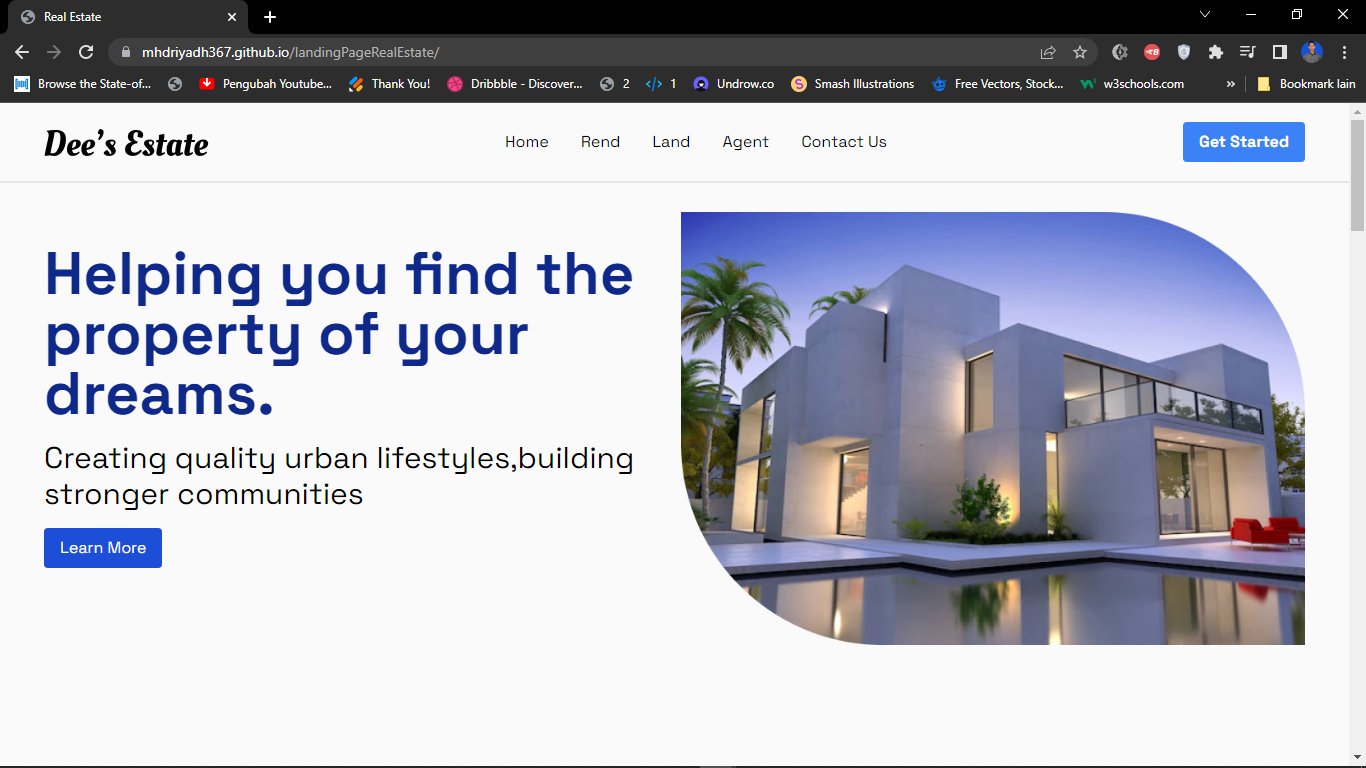 Real Estate
mhdriyadh367.github.io/landingPageRealEstate/
Browse the State-of... Pengubah Youtube... Thank You! Dribbble - Discover... 2 1 Undrow.co Smash Illustrations Free Vectors, Stock... w3schools.com » Bookmark lain
Dee's Estate Home Rend Land Agent Contact Us Get Started
Helping you find the
property of your
dreams.
Creating quality urban lifestyles,building
stronger communities
Learn More